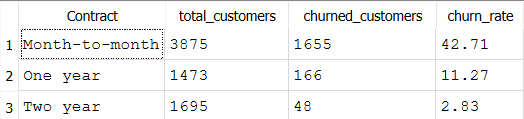 Contract total_customers churned_customers churn_rate
1 Month-to-month 3875 1655 42.71
2 One year 1473 166 11.27
3 Two year 1695 48 2.83